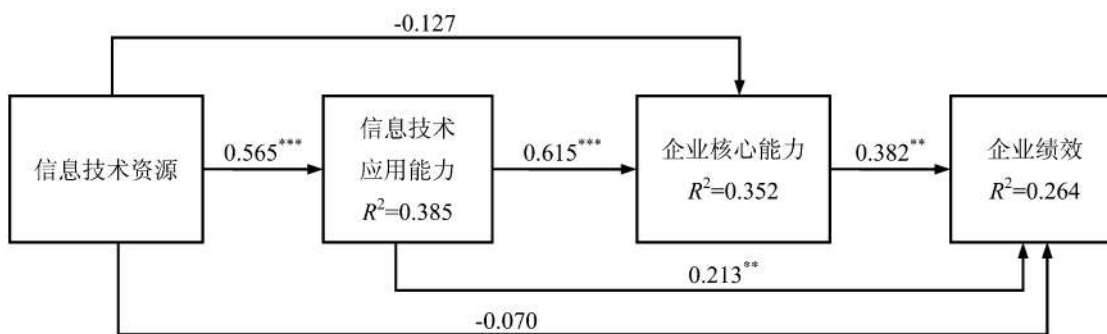 -0.127
信息技术资源
0.565***
信息技术
应用能力
R²=0.385
0.615***
企业核心能力
R²=0.352
0.382**
企业绩效
R²=0.264
0.213**
-0.070